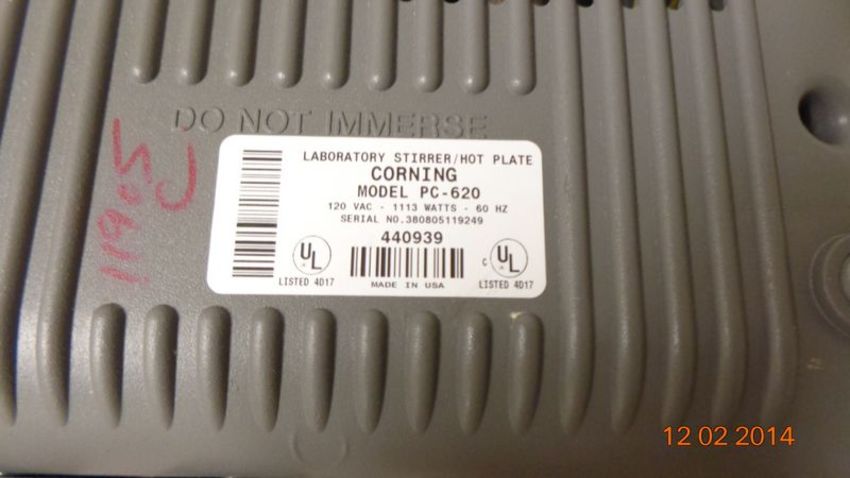 DO NOT IMMERSE
LABORATORY STIRRER/HOT PLATE
CORNING
MODEL PC-620
120 VAC - 1113 WATTS - 60 HZ
SERIAL NO.380805119249
440939
UL
LISTED 4D17
MADE IN USA
C UL
LISTED 4D17
12 02 2014